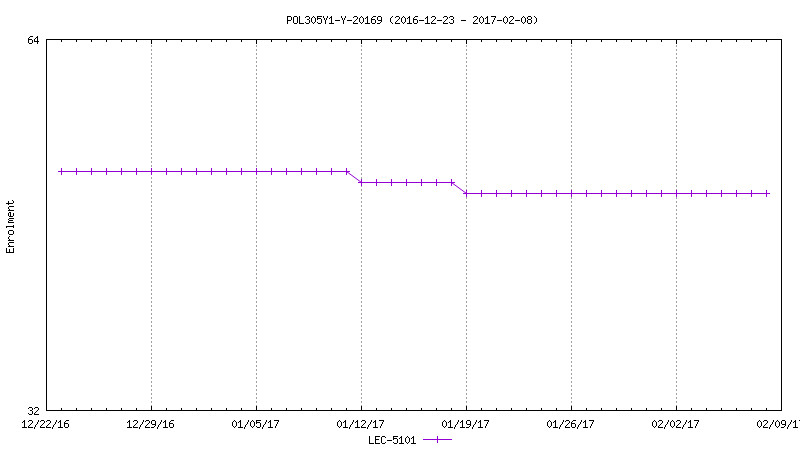 POL305Y1-Y-20169 (2016-12-23 - 2017-02-08)
64
Enrolment
32
12/22/16 12/29/16 01/05/17 01/12/17 01/19/17 01/26/17 02/02/17 02/09/1
LEC-5101